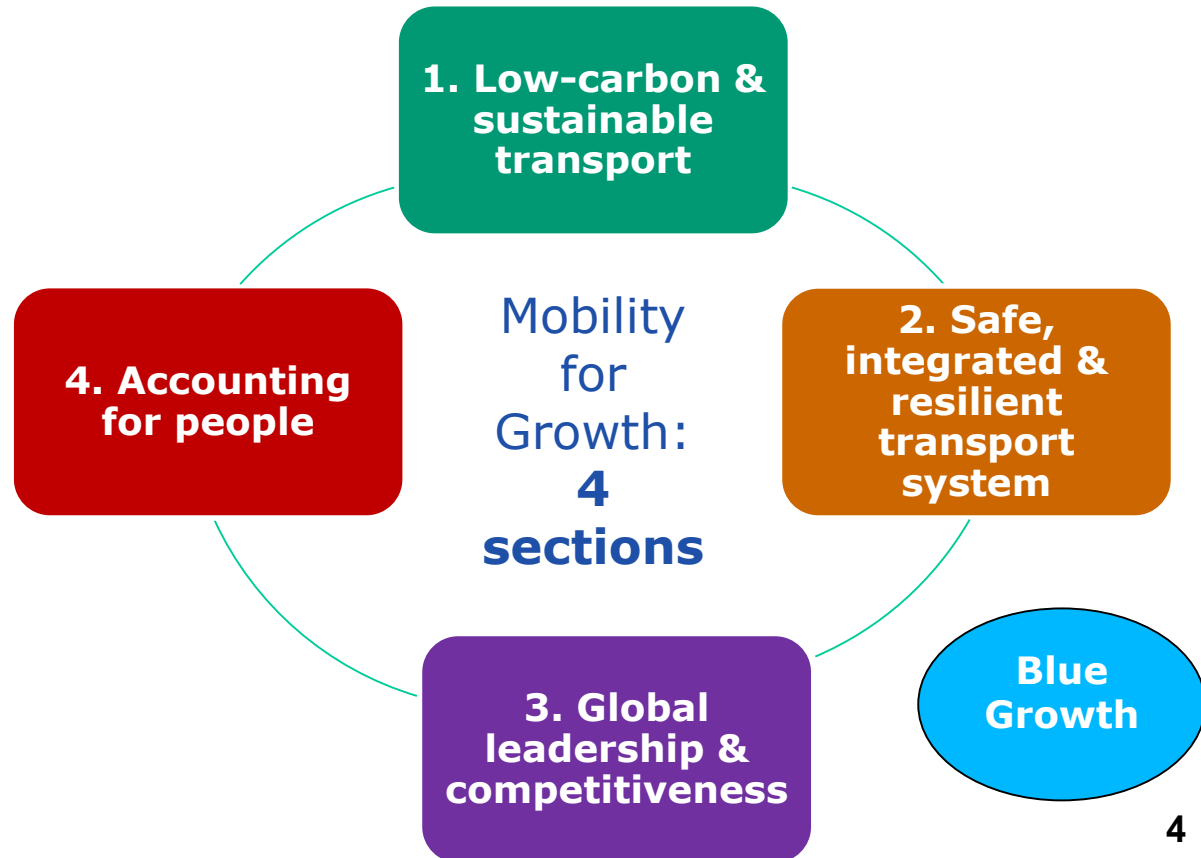 1. Low-carbon &
sustainable
transport
Mobility
for
Growth:
4
sections
2. Safe,
integrated &
resilient
transport
system
4. Accounting
for people
3. Global
leadership &
competitiveness
Blue
Growth
4